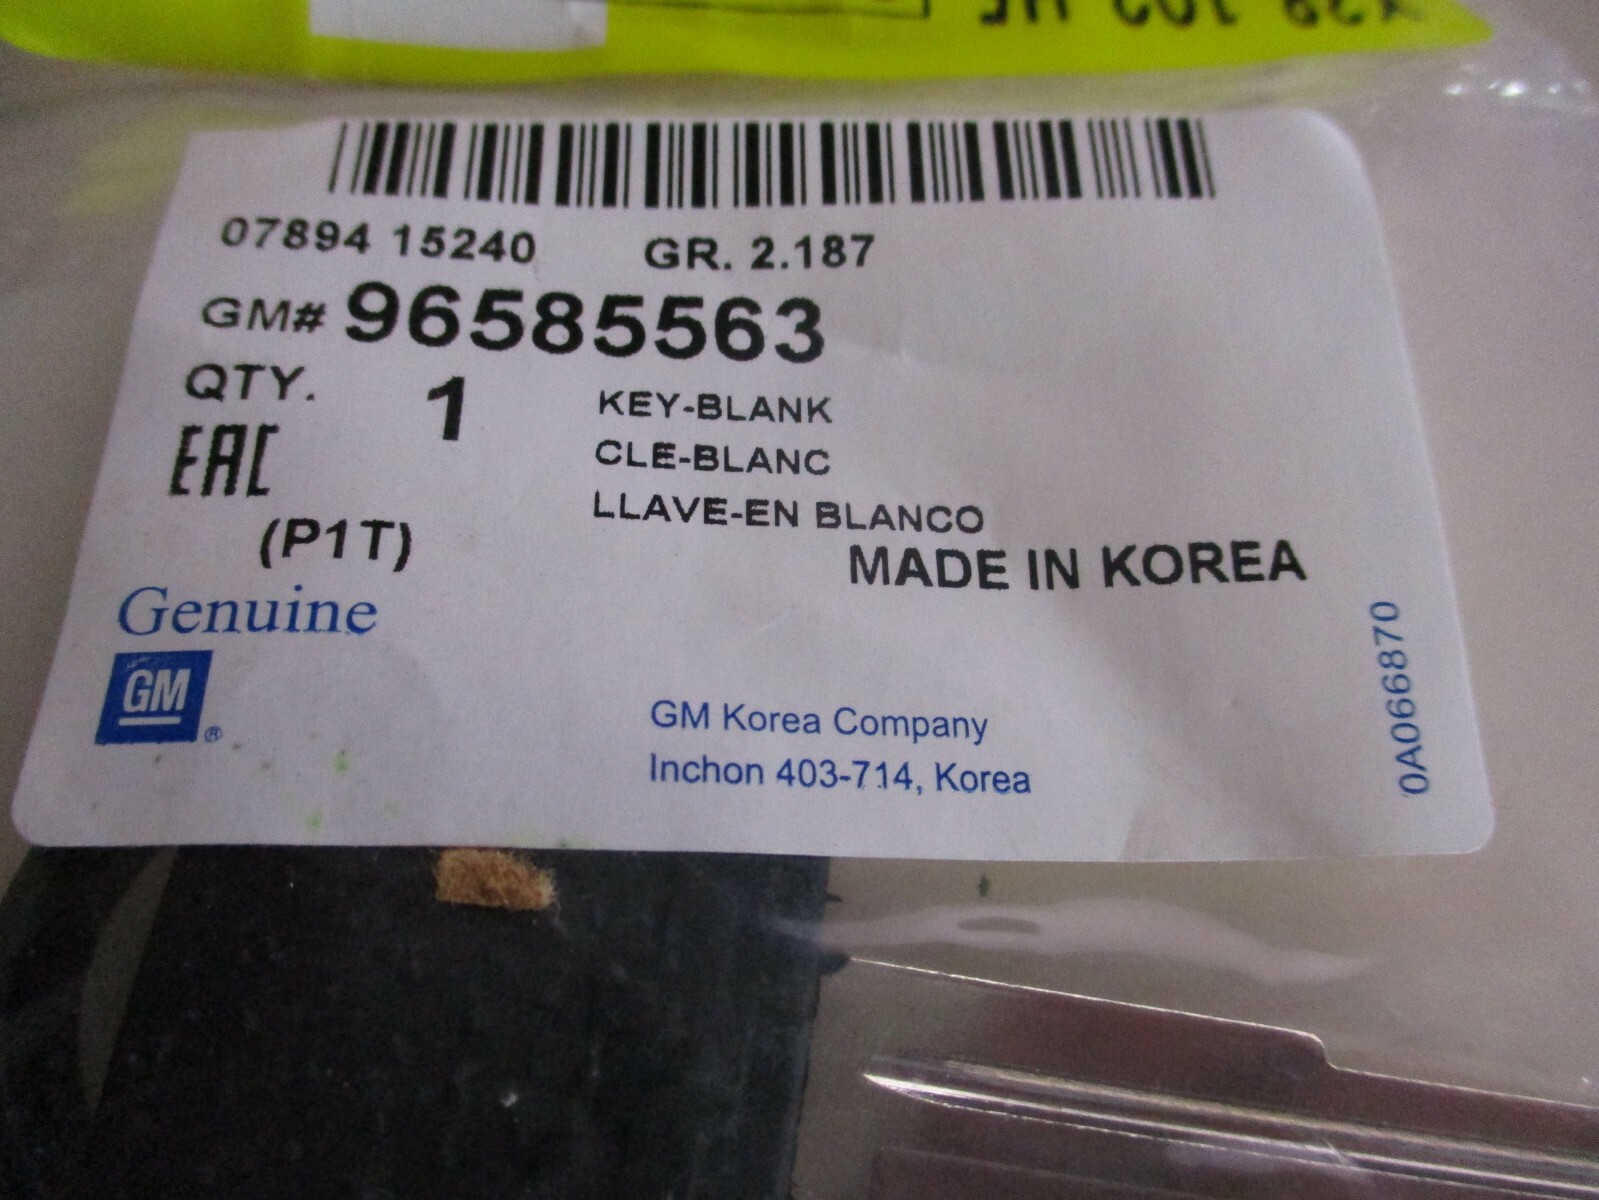 07894 15240 GR. 2.187
GM# 96585563
QTY. 1
KEY-BLANK
CLE-BLANC
LLAVE-EN BLANCO
EAC
(P1T)
MADE IN KOREA
Genuine
GM ®
GM Korea Company
Inchon 403-714, Korea
0A066870